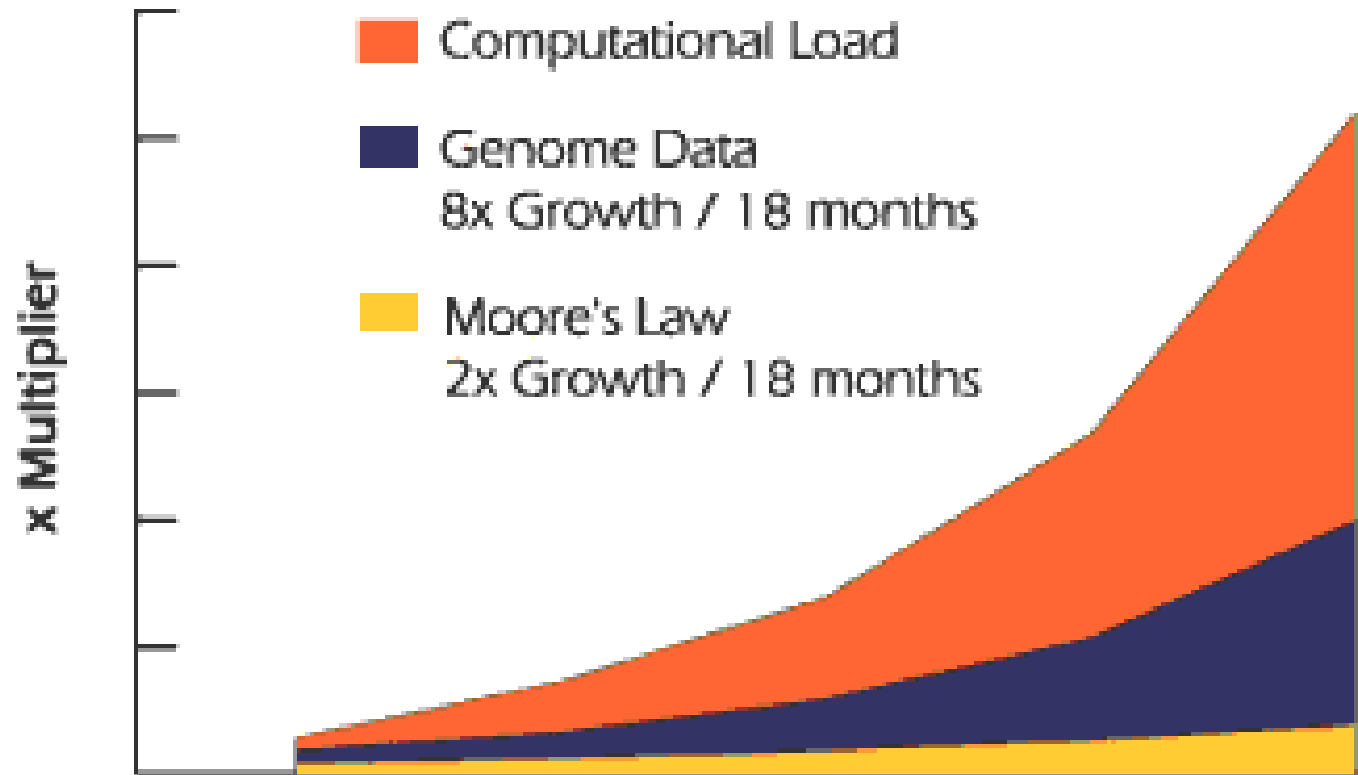 Computational Load
Genome Data
8x Growth / 18 months
Moore's Law
2x Growth / 18 months
x Multiplier